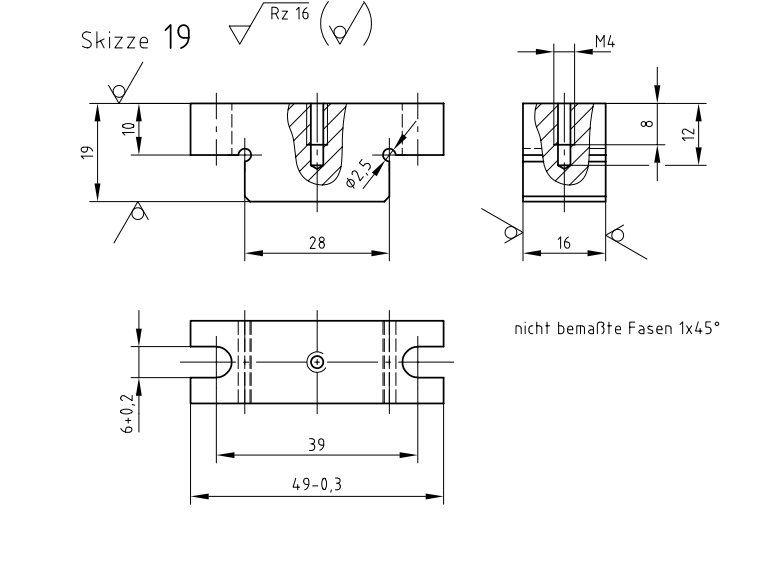 Skizze 19
Rz 16
M4
10
19
⌀2,5
8
12
28
16
nicht bemaßte Fasen 1x45°
6+0,2
39
49-0,3